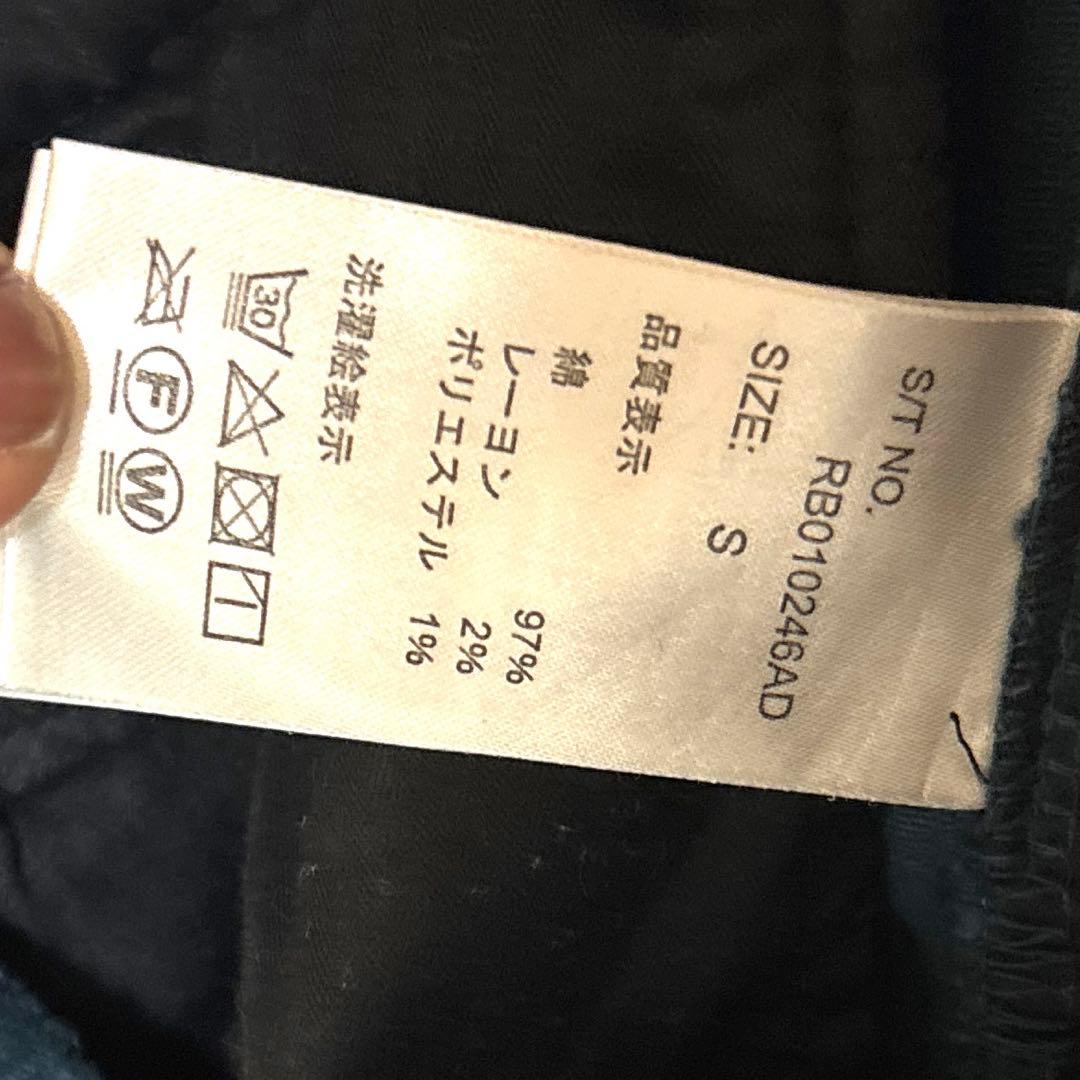 S/T NO.
RB010246AD
SIZE: S
品質表示
綿 97%
レーヨン 2%
ポリエステル 1%
洗濯絵表示
30
F W